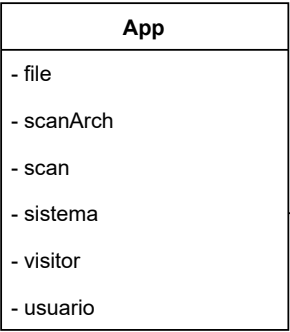 App
- file
- scanArch
- scan
- sistema
- visitor
- usuario